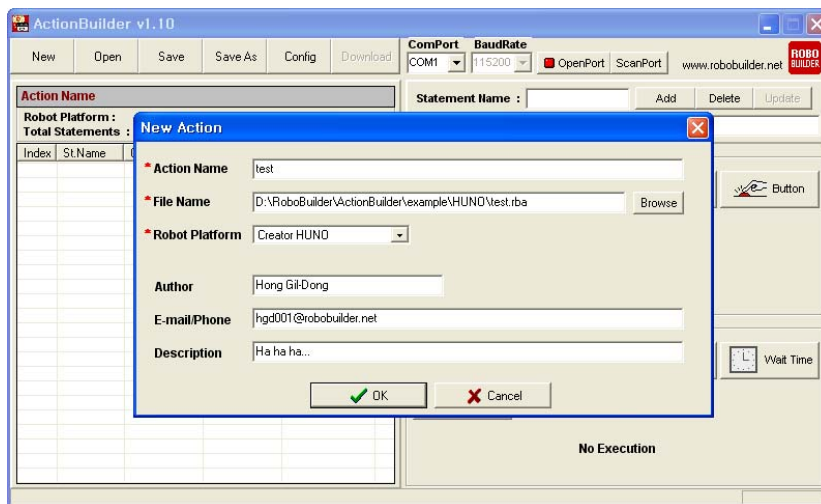 ActionBuilder v1.10
New Open Save Save As Config Download
ComPort BaudRate
COM1 115200 OpenPort ScanPort www.robobuilder.net ROBO BUILDER
Action Name
Statement Name : Add Delete Update
Robot Platform :
Total Statements :
Index St.Name
New Action
* Action Name test
* File Name D:\RoboBuilder\ActionBuilder\example\HUNO\test.rba Browse
* Robot Platform Creator HUNO
Author Hong Gil-Dong
E-mail/Phone hgd001@robobuilder.net
Description Ha ha ha...
OK Cancel
Button
Wait Time
No Execution